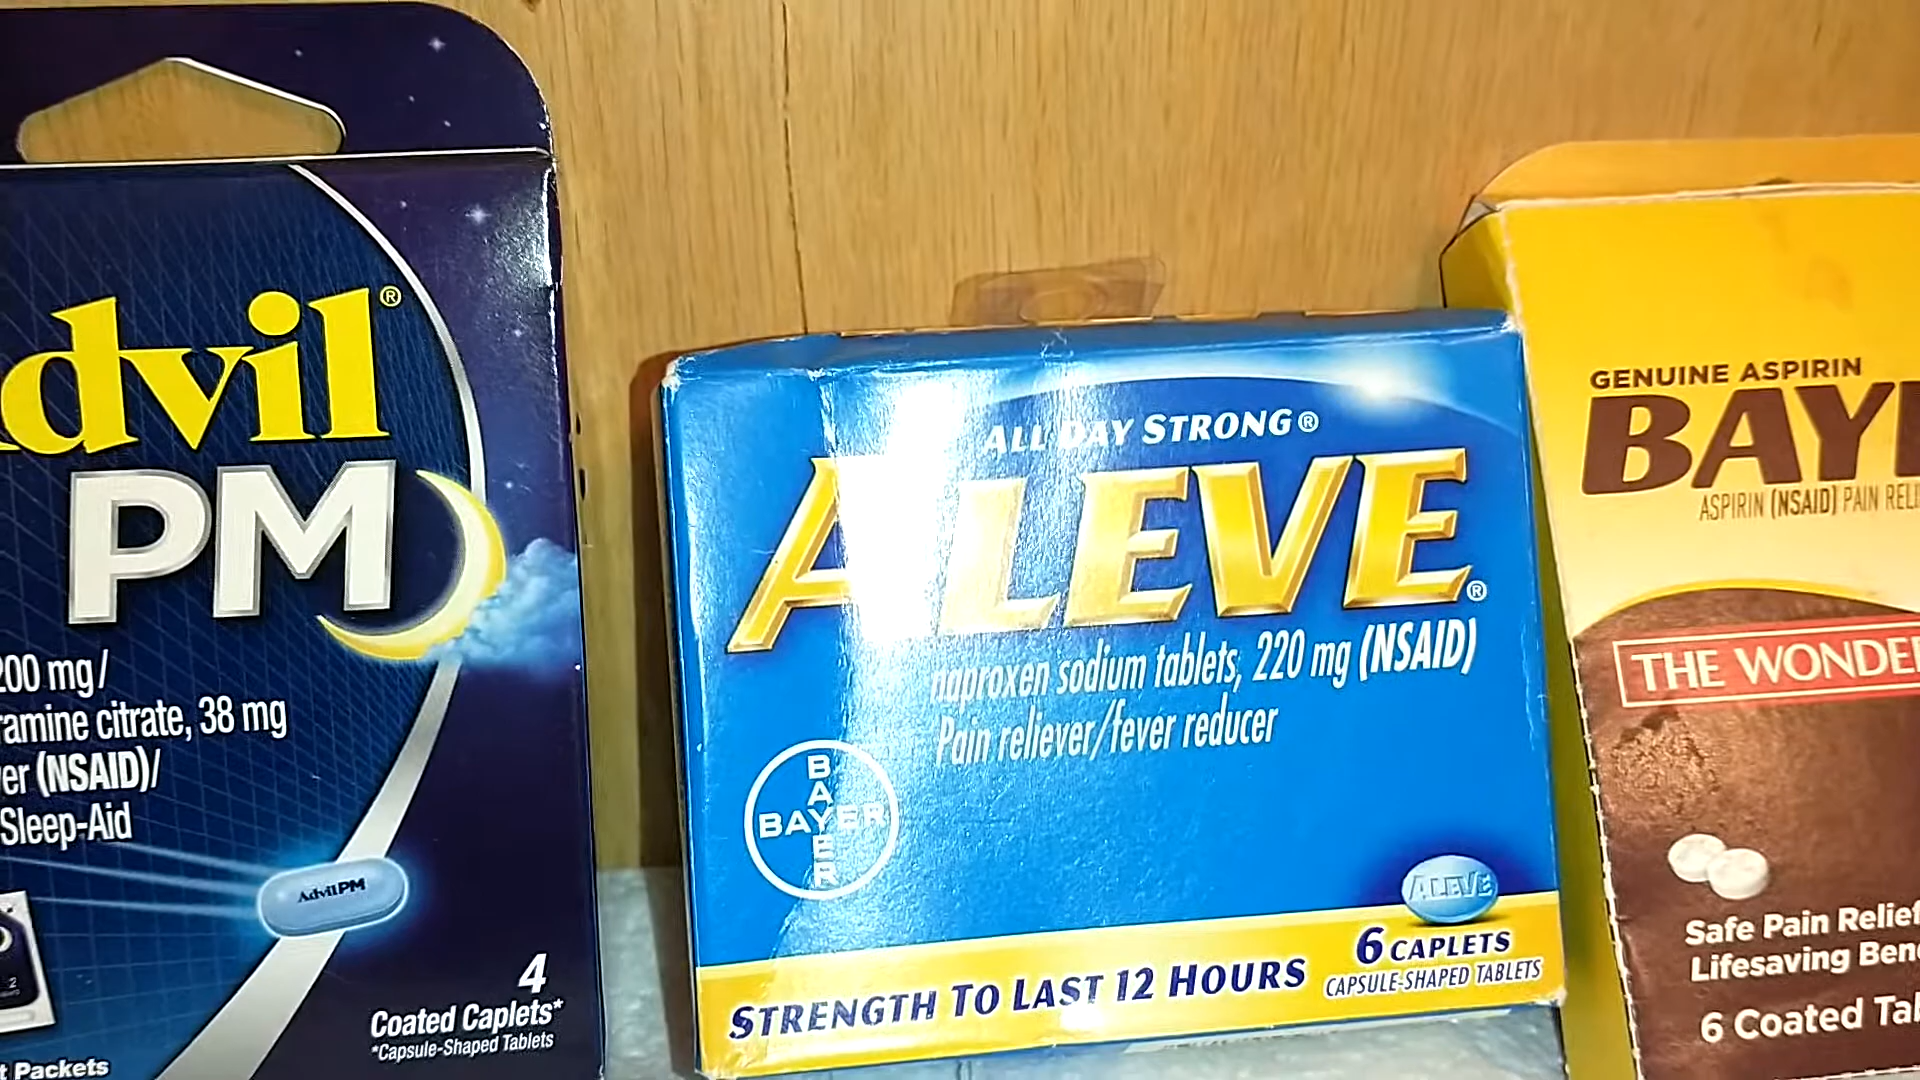 Advil®
PM
200 mg/
ramine citrate, 38 mg
er (NSAID)/
Sleep-Aid
AdvilPM
4
Coated Caplets*
*Capsule-Shaped Tablets
t Packets
ALL DAY STRONG®
ALEVE®
naproxen sodium tablets, 220 mg (NSAID)
Pain reliever/fever reducer
BAYER
BAYER
ALEVE
6 CAPLETS
CAPSULE-SHAPED TABLETS
STRENGTH TO LAST 12 HOURS
GENUINE ASPIRIN
BAY
ASPIRIN (NSAID) PAIN REL
THE WONDE
Safe Pain Relief
Lifesaving Ben
6 Coated Ta